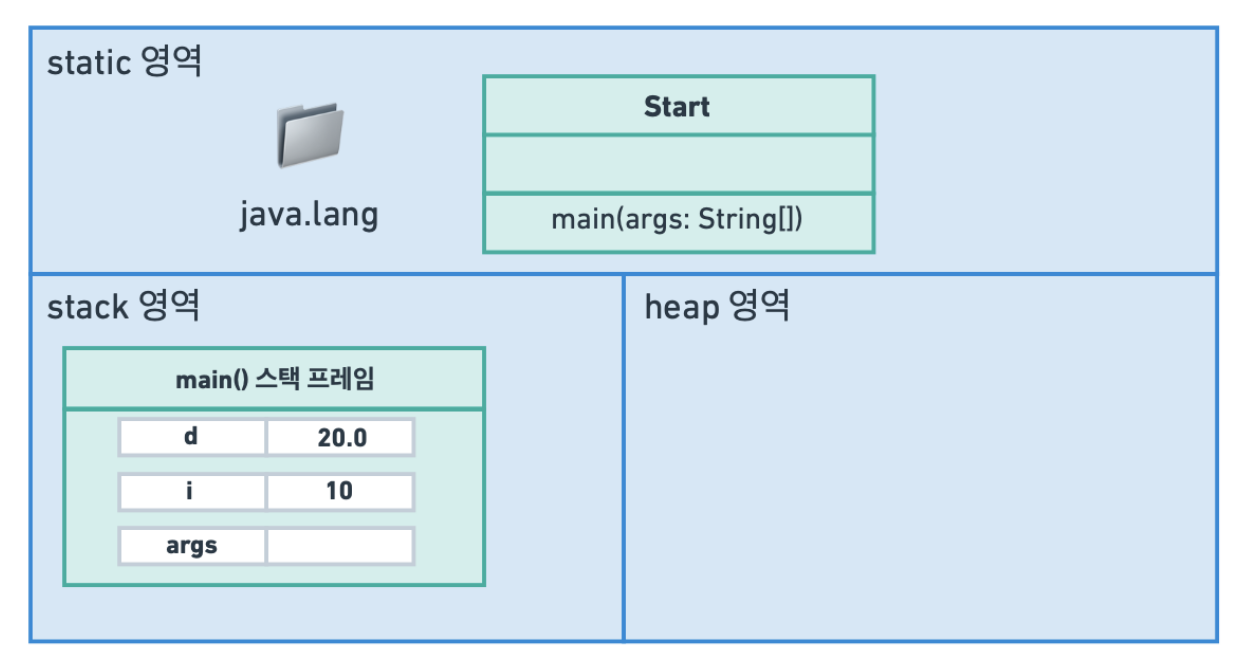 static 영역
java.lang
Start
main(args: String[])
stack 영역
main() 스택 프레임
d 20.0
i 10
args
heap 영역